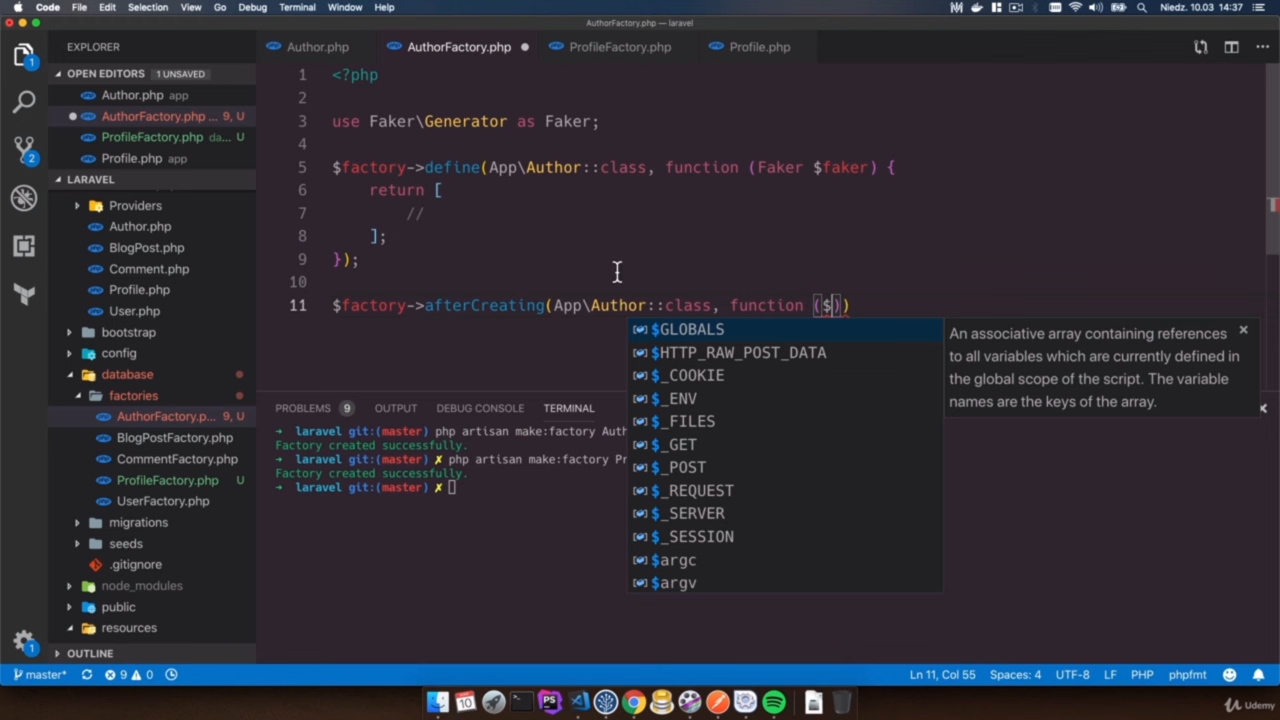 Code File Edit Selection View Go Debug Terminal Window Help Niedz. 10.03 14:37
AuthorFactory.php — laravel
EXPLORER
Author.php AuthorFactory.php ProfileFactory.php Profile.php
OPEN EDITORS 1 UNSAVED
Author.php app
AuthorFactory.php ... 9, U
ProfileFactory.php da... U
Profile.php app
LARAVEL
Providers
Author.php
BlogPost.php
Comment.php
Profile.php
User.php
bootstrap
config
database
factories
AuthorFactory.p... 9, U
BlogPostFactory.php
CommentFactory.php
ProfileFactory.php U
UserFactory.php
migrations
seeds
.gitignore
node_modules
public
resources
OUTLINE
1 <?php
2
3 use Faker\Generator as Faker;
4
5 $factory->define(App\Author::class, function (Faker $faker) {
6 return [
7 //
8 ];
9 });
10
11 $factory->afterCreating(App\Author::class, function ($))
$GLOBALS
$HTTP_RAW_POST_DATA
$_COOKIE
$_ENV
$_FILES
$_GET
$_POST
$_REQUEST
$_SERVER
$_SESSION
$argc
$argv
An associative array containing references
to all variables which are currently defined in
the global scope of the script. The variable
names are the keys of the array.
PROBLEMS 9 OUTPUT DEBUG CONSOLE TERMINAL
→ laravel git:(master) php artisan make:factory Auth
Factory created successfully.
→ laravel git:(master) ✗ php artisan make:factory Pr
Factory created successfully.
→ laravel git:(master) ✗
master* 9 0 Ln 11, Col 55 Spaces: 4 UTF-8 LF PHP phpfmt
Udemy